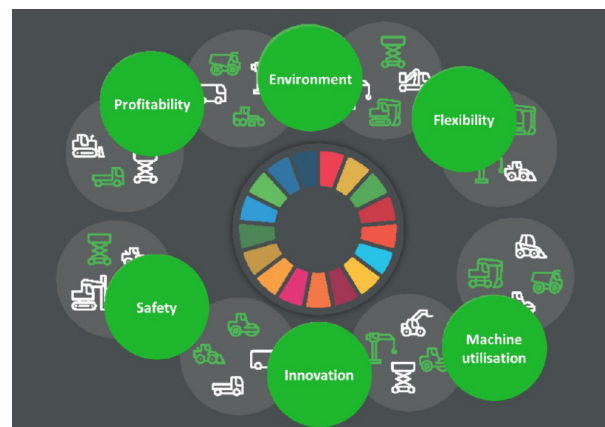 Environment
Profitability
Flexibility
Safety
Innovation
Machine
utilisation